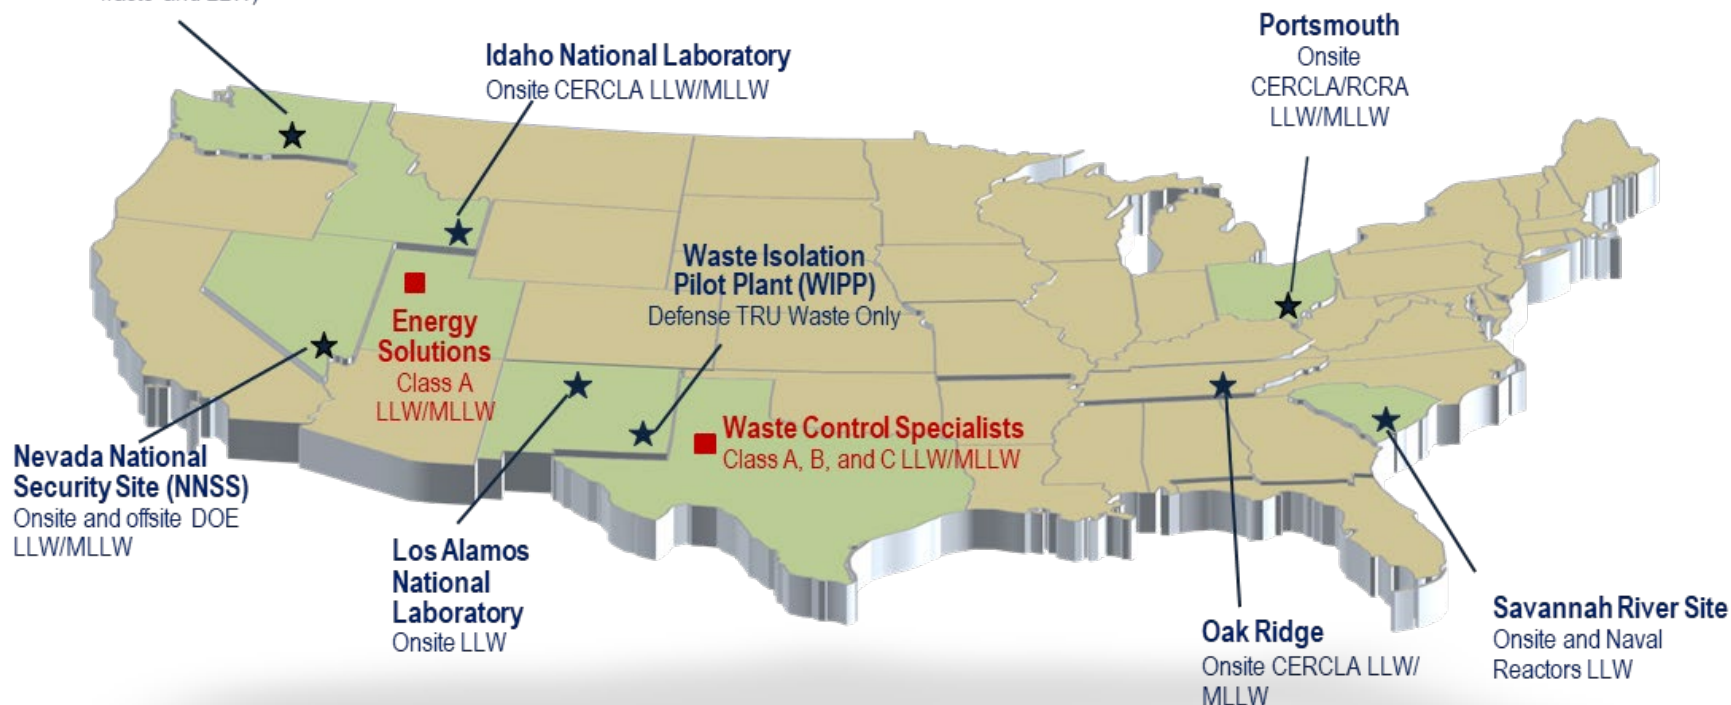 and LLW)
Idaho National Laboratory
Onsite CERCLA LLW/MLLW
Portsmouth
Onsite
CERCLA/RCRA
LLW/MLLW
Waste Isolation
Pilot Plant (WIPP)
Defense TRU Waste Only
Energy
Solutions
Class A
LLW/MLLW
Waste Control Specialists
Class A, B, and C LLW/MLLW
Nevada National
Security Site (NNSS)
Onsite and offsite DOE
LLW/MLLW
Los Alamos
National
Laboratory
Onsite LLW
Oak Ridge
Onsite CERCLA LLW/
MLLW
Savannah River Site
Onsite and Naval
Reactors LLW